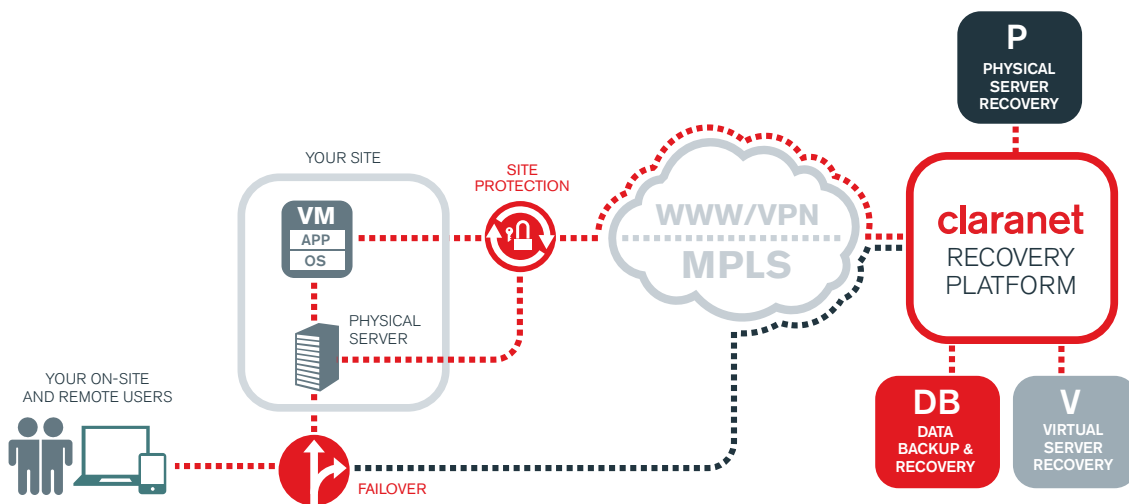 P
PHYSICAL
SERVER
RECOVERY
YOUR SITE
SITE
PROTECTION
VM
APP
OS
WWW/VPN
MPLS
claranet
RECOVERY
PLATFORM
PHYSICAL
SERVER
YOUR ON-SITE
AND REMOTE USERS
DB
DATA
BACKUP &
RECOVERY
V
VIRTUAL
SERVER
RECOVERY
FAILOVER